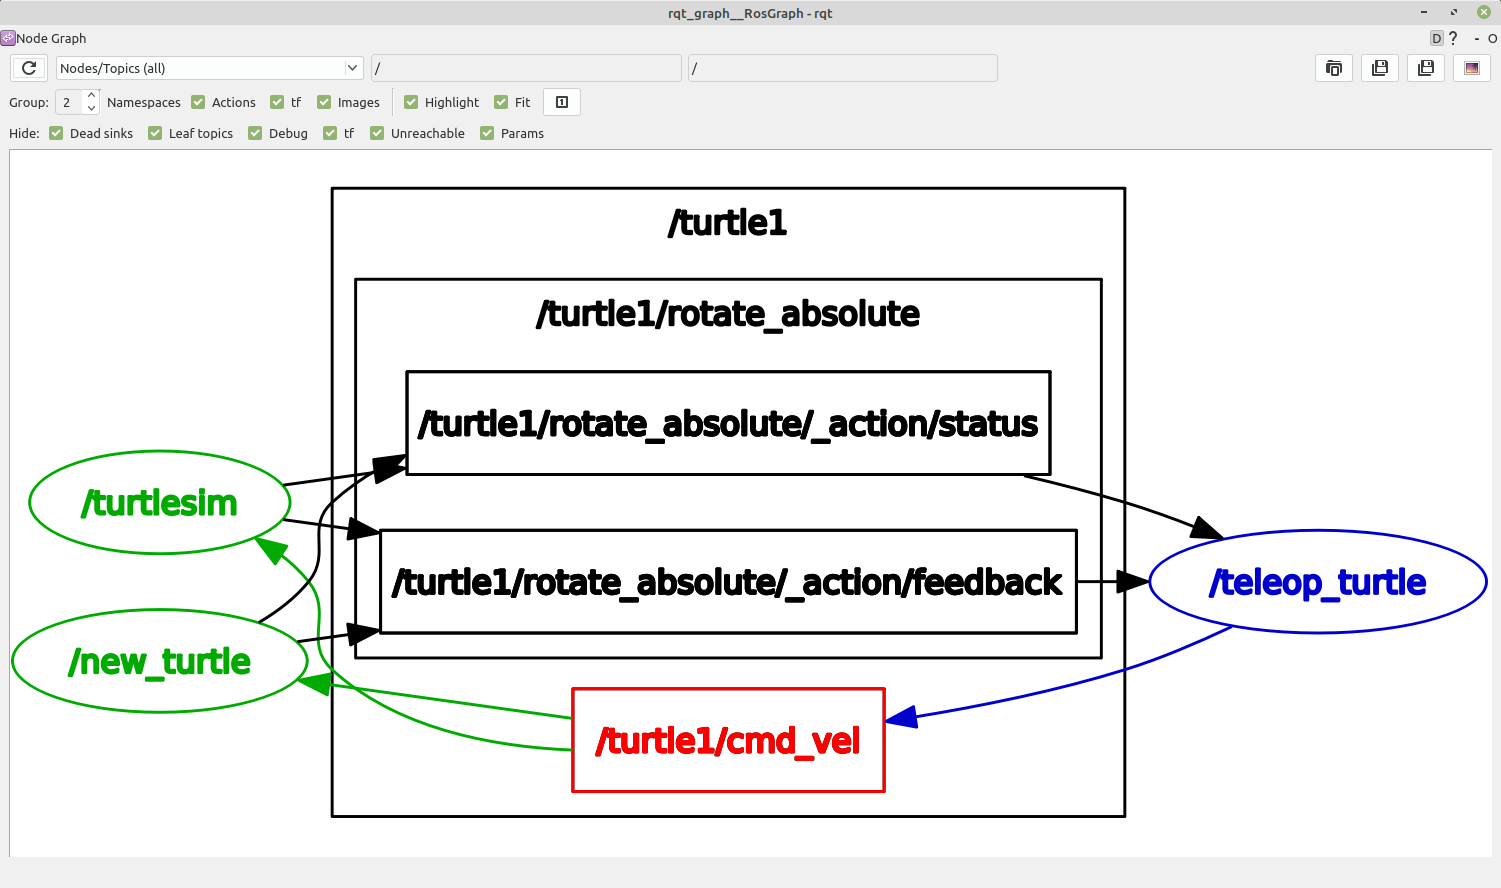 rqt_graph__RosGraph - rqt
Node Graph
D ? - O
Nodes/Topics (all) / /
Group: 2 Namespaces Actions tf Images Highlight Fit 1
Hide: Dead sinks Leaf topics Debug tf Unreachable Params
/turtle1
/turtle1/rotate_absolute
/turtle1/rotate_absolute/_action/status
/turtlesim
/turtle1/rotate_absolute/_action/feedback
/teleop_turtle
/new_turtle
/turtle1/cmd_vel